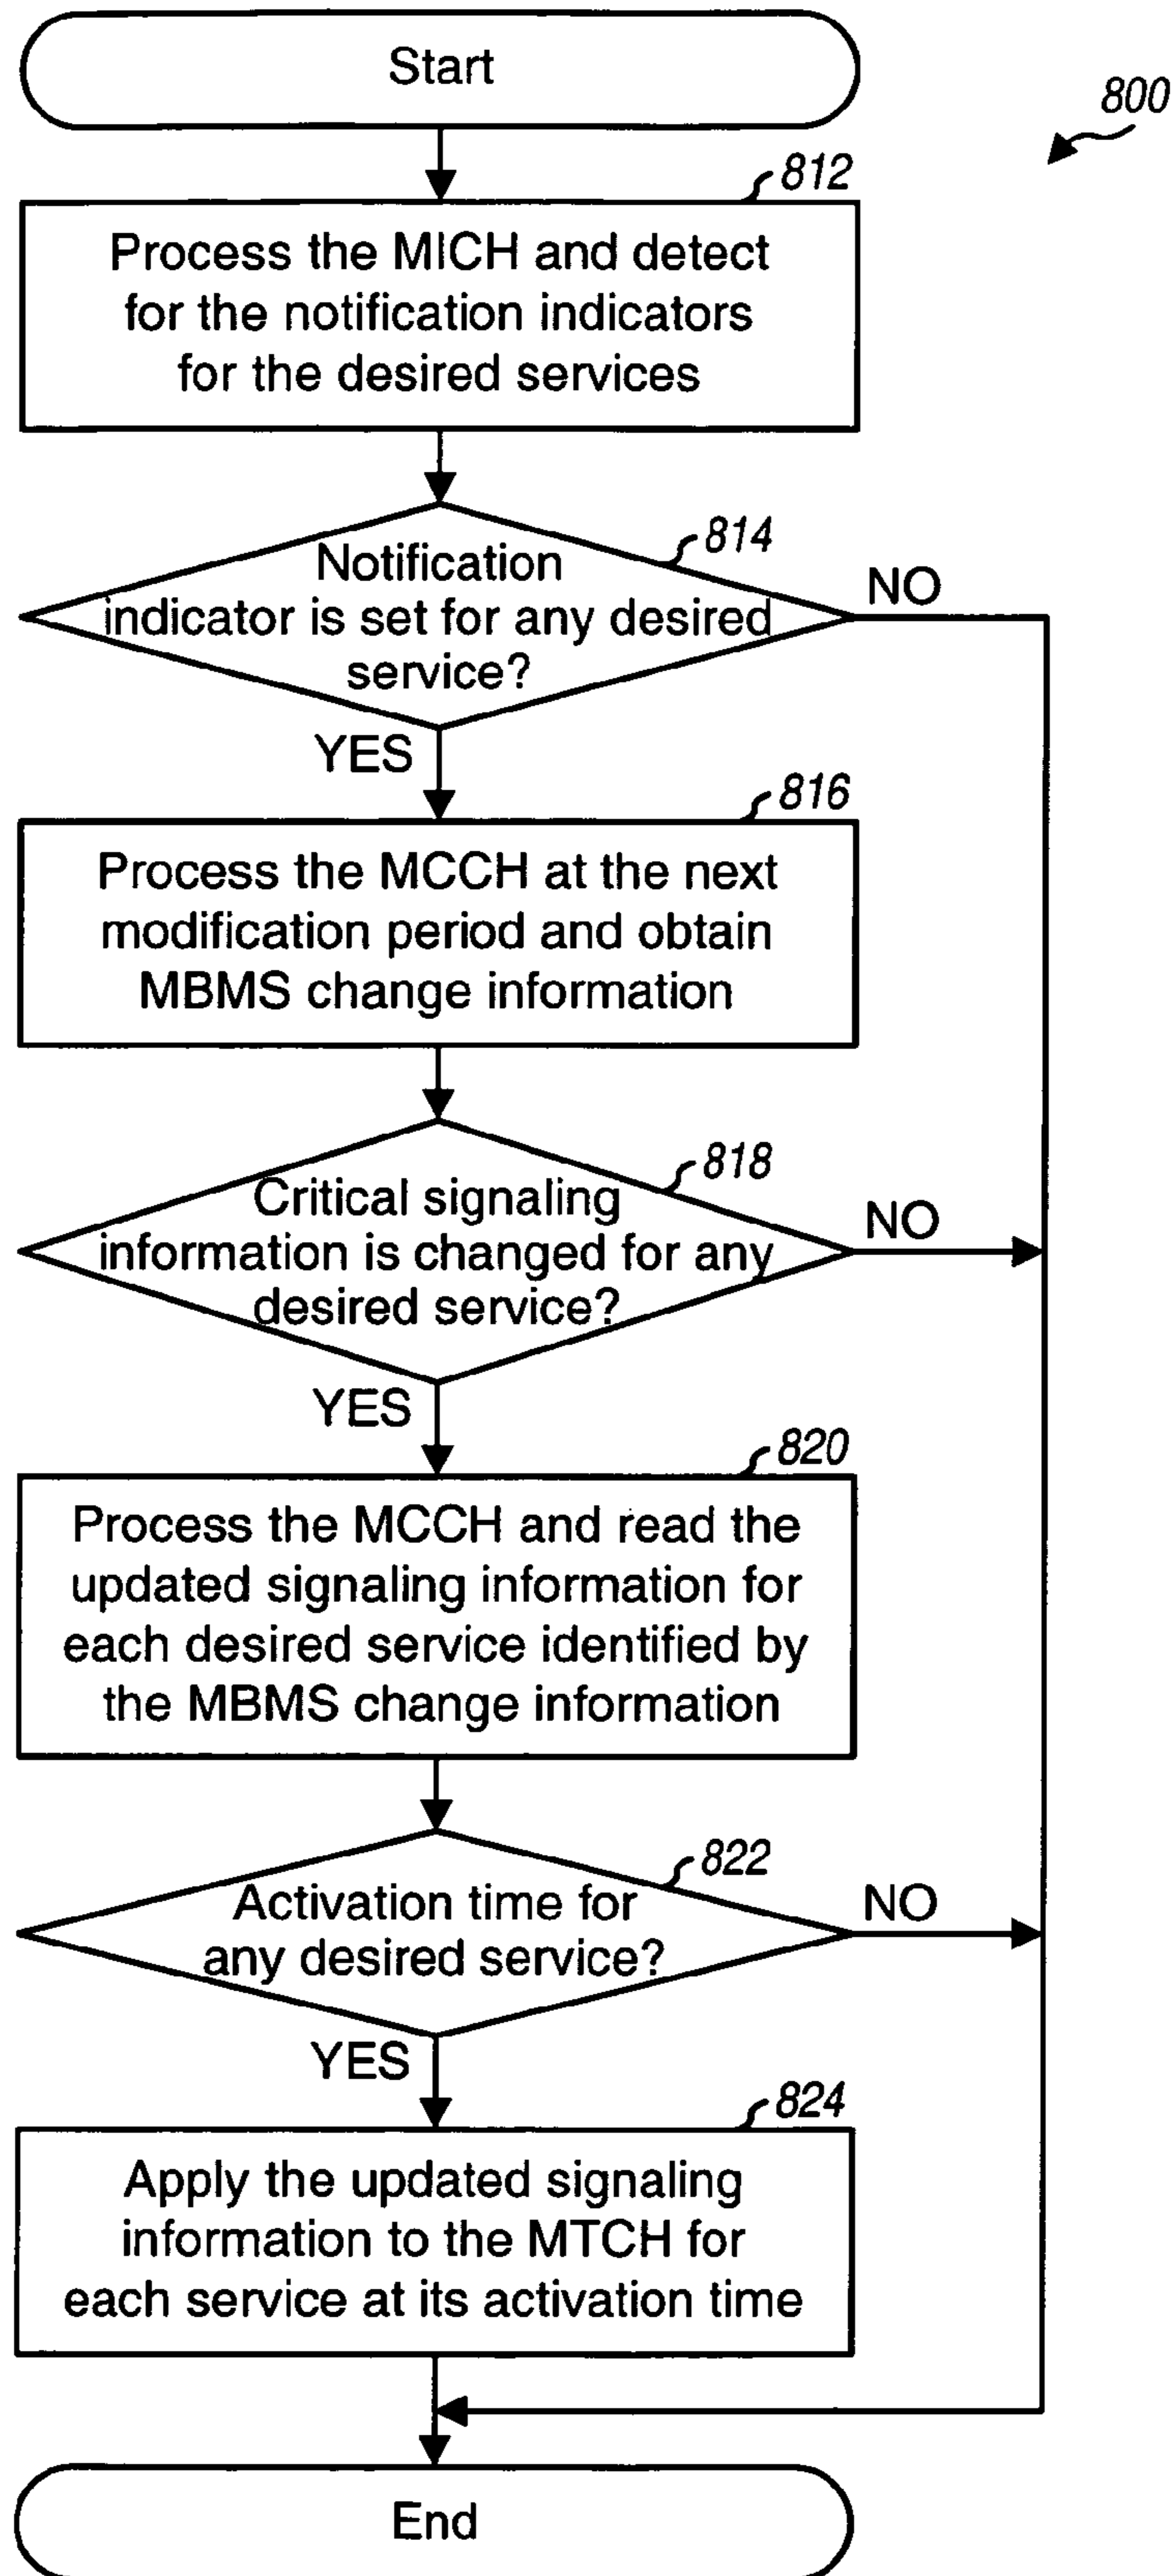 Start
800
812
Process the MICH and detect
for the notification indicators
for the desired services
814
Notification
indicator is set for any desired
service?
NO
YES
816
Process the MCCH at the next
modification period and obtain
MBMS change information
818
Critical signaling
information is changed for any
desired service?
NO
YES
820
Process the MCCH and read the
updated signaling information for
each desired service identified by
the MBMS change information
822
Activation time for
any desired service?
NO
YES
824
Apply the updated signaling
information to the MTCH for
each service at its activation time
End